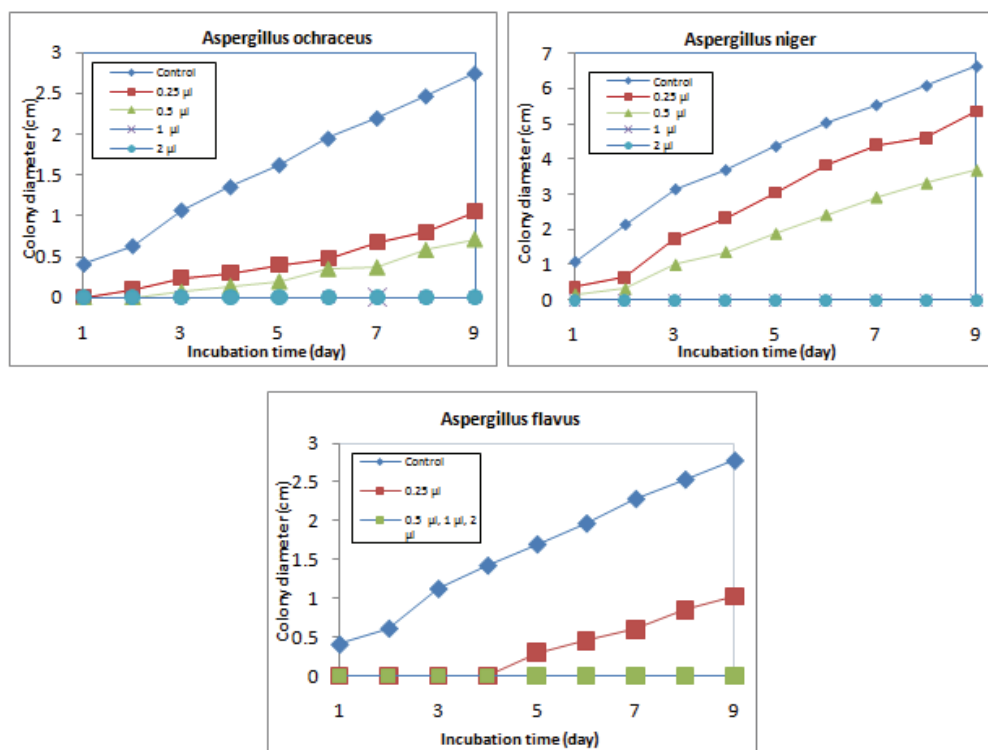 Aspergillus ochraceus
Colony diameter (cm)
3
2.5
2
1.5
1
0.5
0
Control
0.25 µl
0.5 µl
1 µl
2 µl
1 3 5 7 9
Incubation time (day)
Aspergillus niger
Colony diameter (cm)
7
6
5
4
3
2
1
0
Control
0.25 µl
0.5 µl
1 µl
2 µl
1 3 5 7 9
Incubation time (day)
Aspergillus flavus
Colony diameter (cm)
3
2.5
2
1.5
1
0.5
0
Control
0.25 µl
0.5 µl, 1 µl, 2
µl
1 3 5 7 9
Incubation time (day)